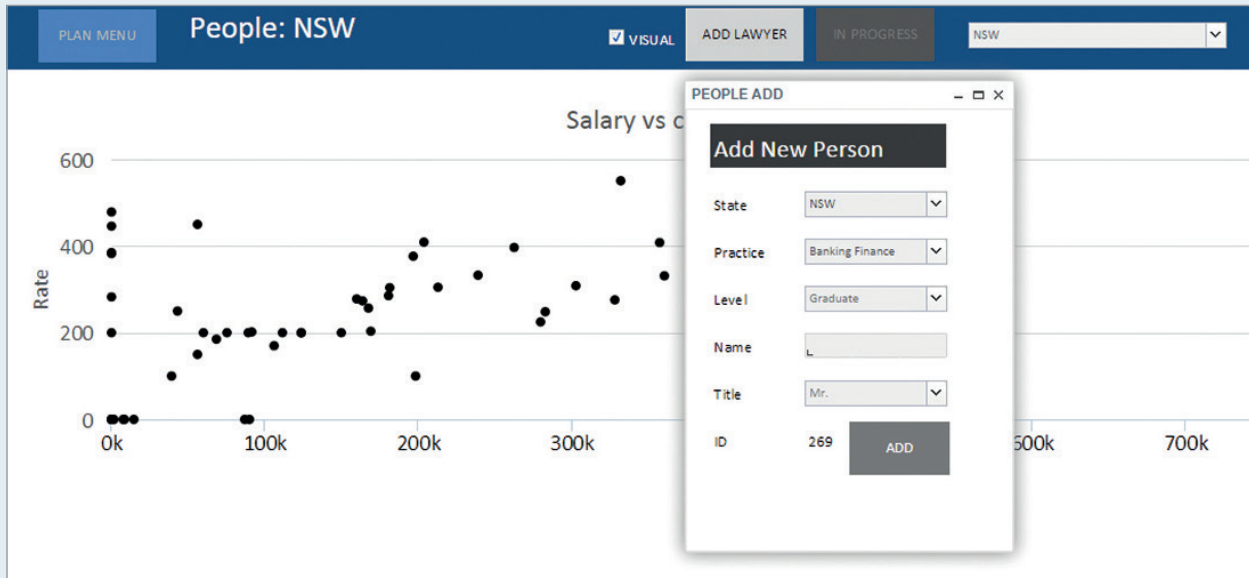 PLAN MENU
People: NSW
VISUAL
ADD LAWYER
IN PROGRESS
NSW
PEOPLE ADD
Salary vs c
Add New Person
State NSW
Practice Banking Finance
Level Graduate
Name
Title Mr.
ID 269 ADD
Rate
600
400
200
0
0k 100k 200k 300k 600k 700k